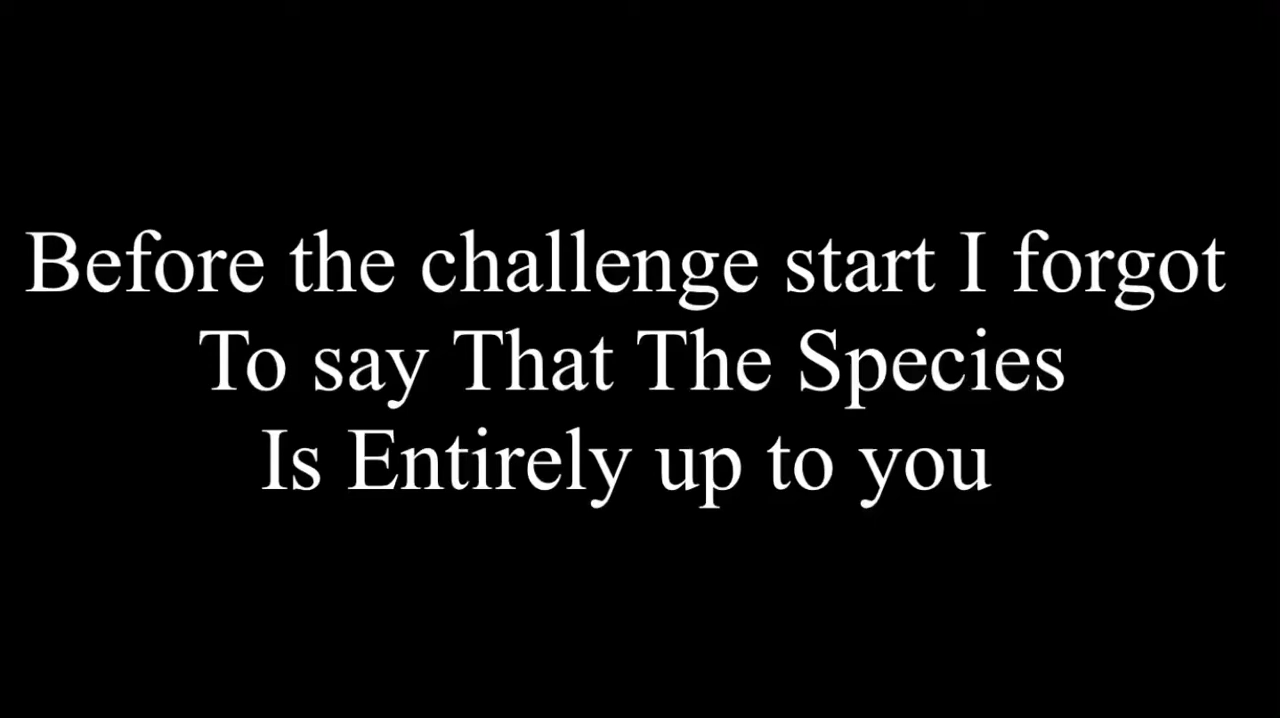 Before the challenge start I forgot
To say That The Species
Is Entirely up to you